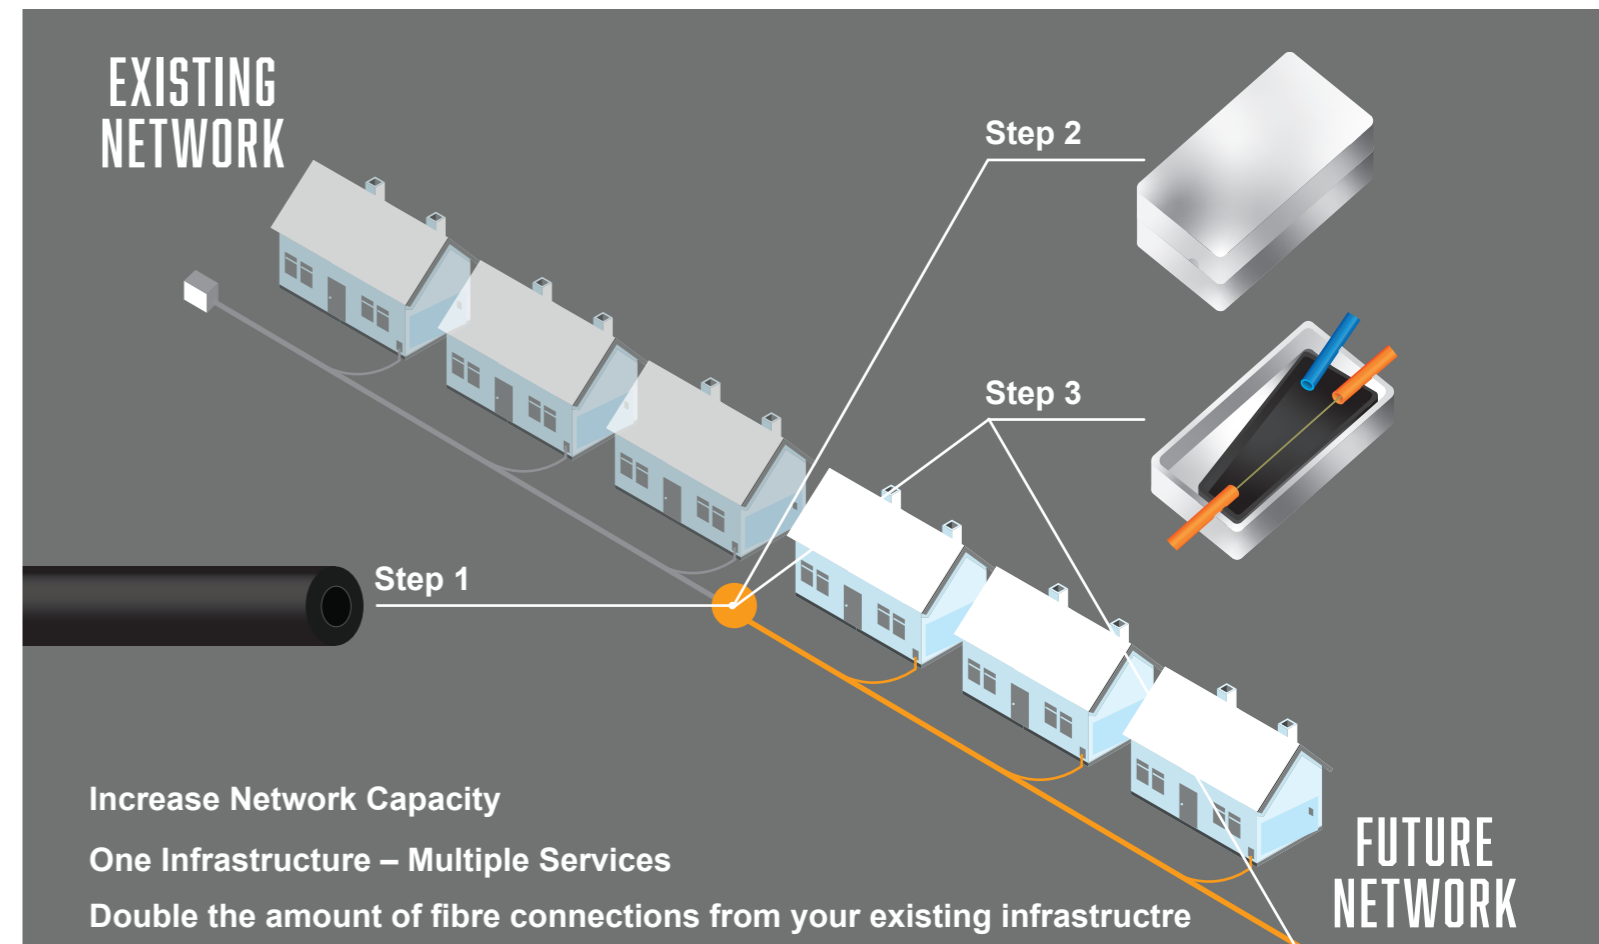 EXISTING
NETWORK
Step 2
Step 3
Step 1
Increase Network Capacity
One Infrastructure – Multiple Services
Double the amount of fibre connections from your existing infrastructre
FUTURE
NETWORK